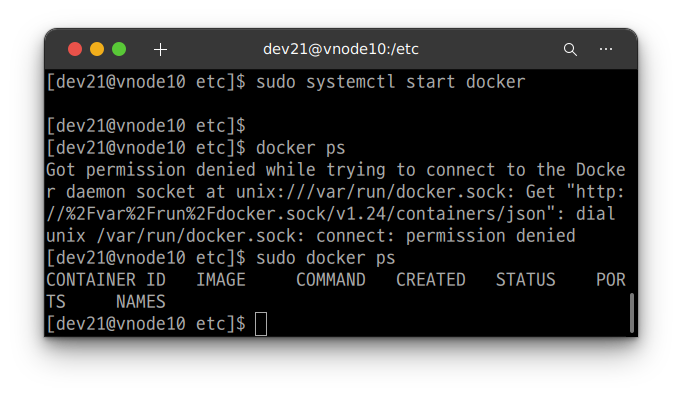 dev21@vnode10:/etc
[dev21@vnode10 etc]$ sudo systemctl start docker
[dev21@vnode10 etc]$
[dev21@vnode10 etc]$ docker ps
Got permission denied while trying to connect to the Docke
r daemon socket at unix:///var/run/docker.sock: Get "http:
//%2Fvar%2Frun%2Fdocker.sock/v1.24/containers/json": dial
unix /var/run/docker.sock: connect: permission denied
[dev21@vnode10 etc]$ sudo docker ps
CONTAINER ID   IMAGE     COMMAND   CREATED   STATUS    POR
TS     NAMES
[dev21@vnode10 etc]$